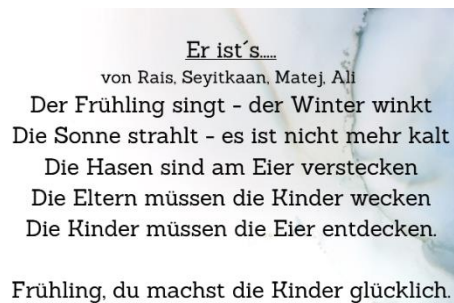 Er ist´s.....
von Rais, Seyitkaan, Matej, Ali
Der Frühling singt - der Winter winkt
Die Sonne strahlt - es ist nicht mehr kalt
Die Hasen sind am Eier verstecken
Die Eltern müssen die Kinder wecken
Die Kinder müssen die Eier entdecken.
Frühling, du machst die Kinder glücklich.